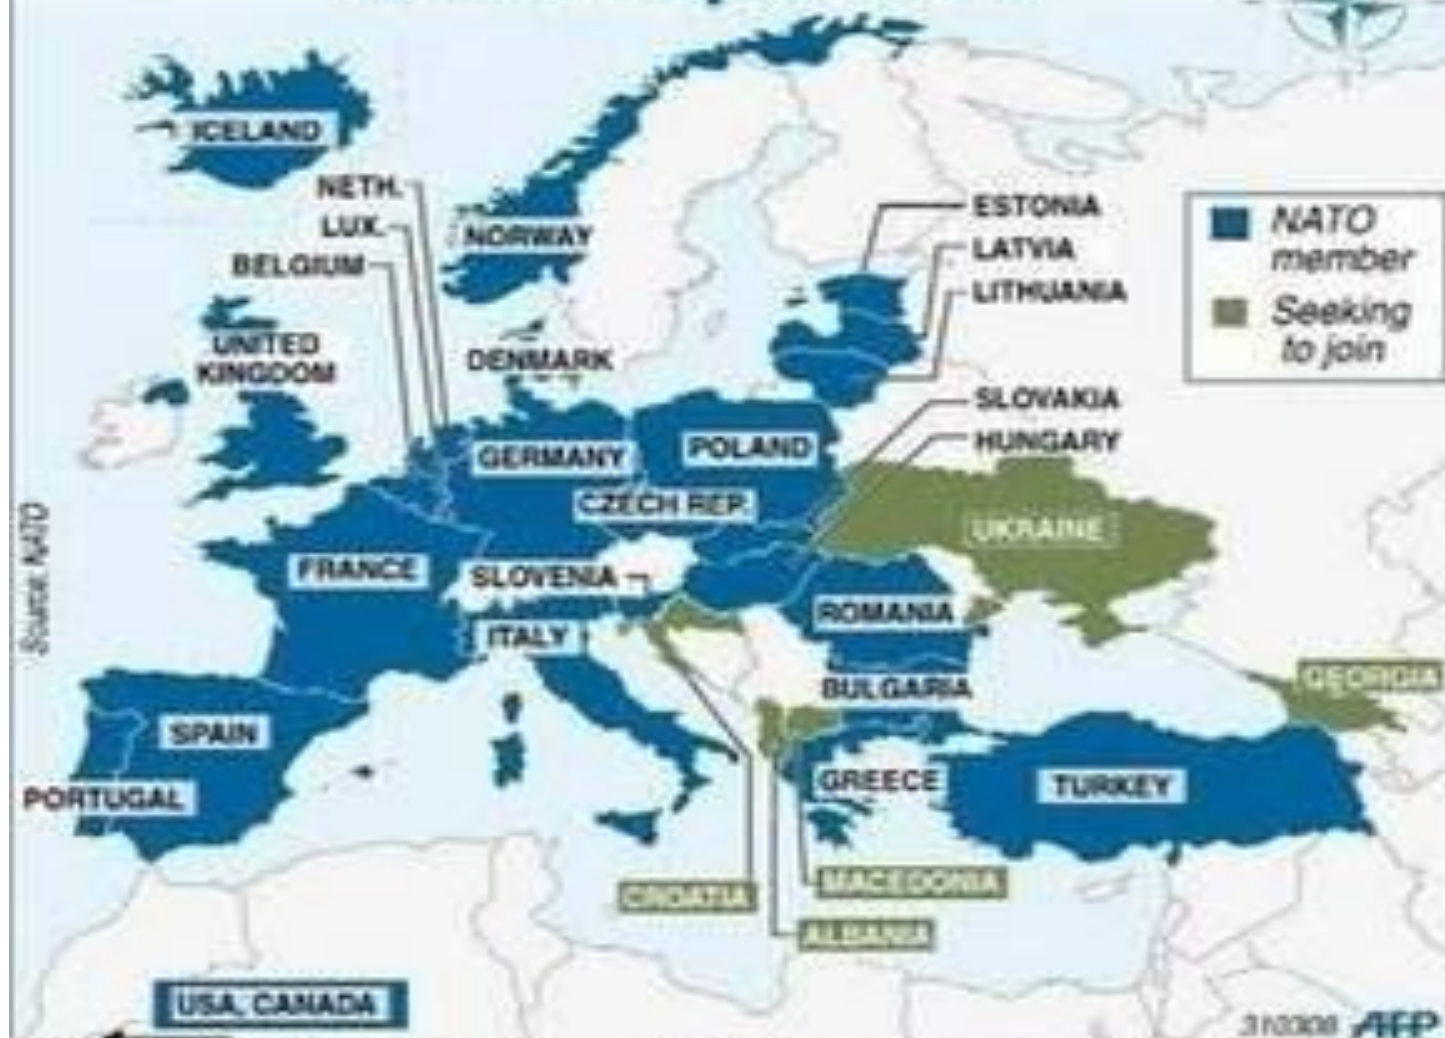 ICELAND
NETH.
LUX.
BELGIUM
NORWAY
ESTONIA
LATVIA
LITHUANIA
NATO
member
Seeking
to join
UNITED
KINGDOM
DENMARK
SLOVAKIA
HUNGARY
GERMANY
POLAND
CZECH REP.
UKRAINE
FRANCE
SLOVENIA
ITALY
ROMANIA
BULGARIA
GEORGIA
SPAIN
PORTUGAL
GREECE
TURKEY
CROATIA
MACEDONIA
ALBANIA
USA, CANADA
Source: NATO
310308 AFP